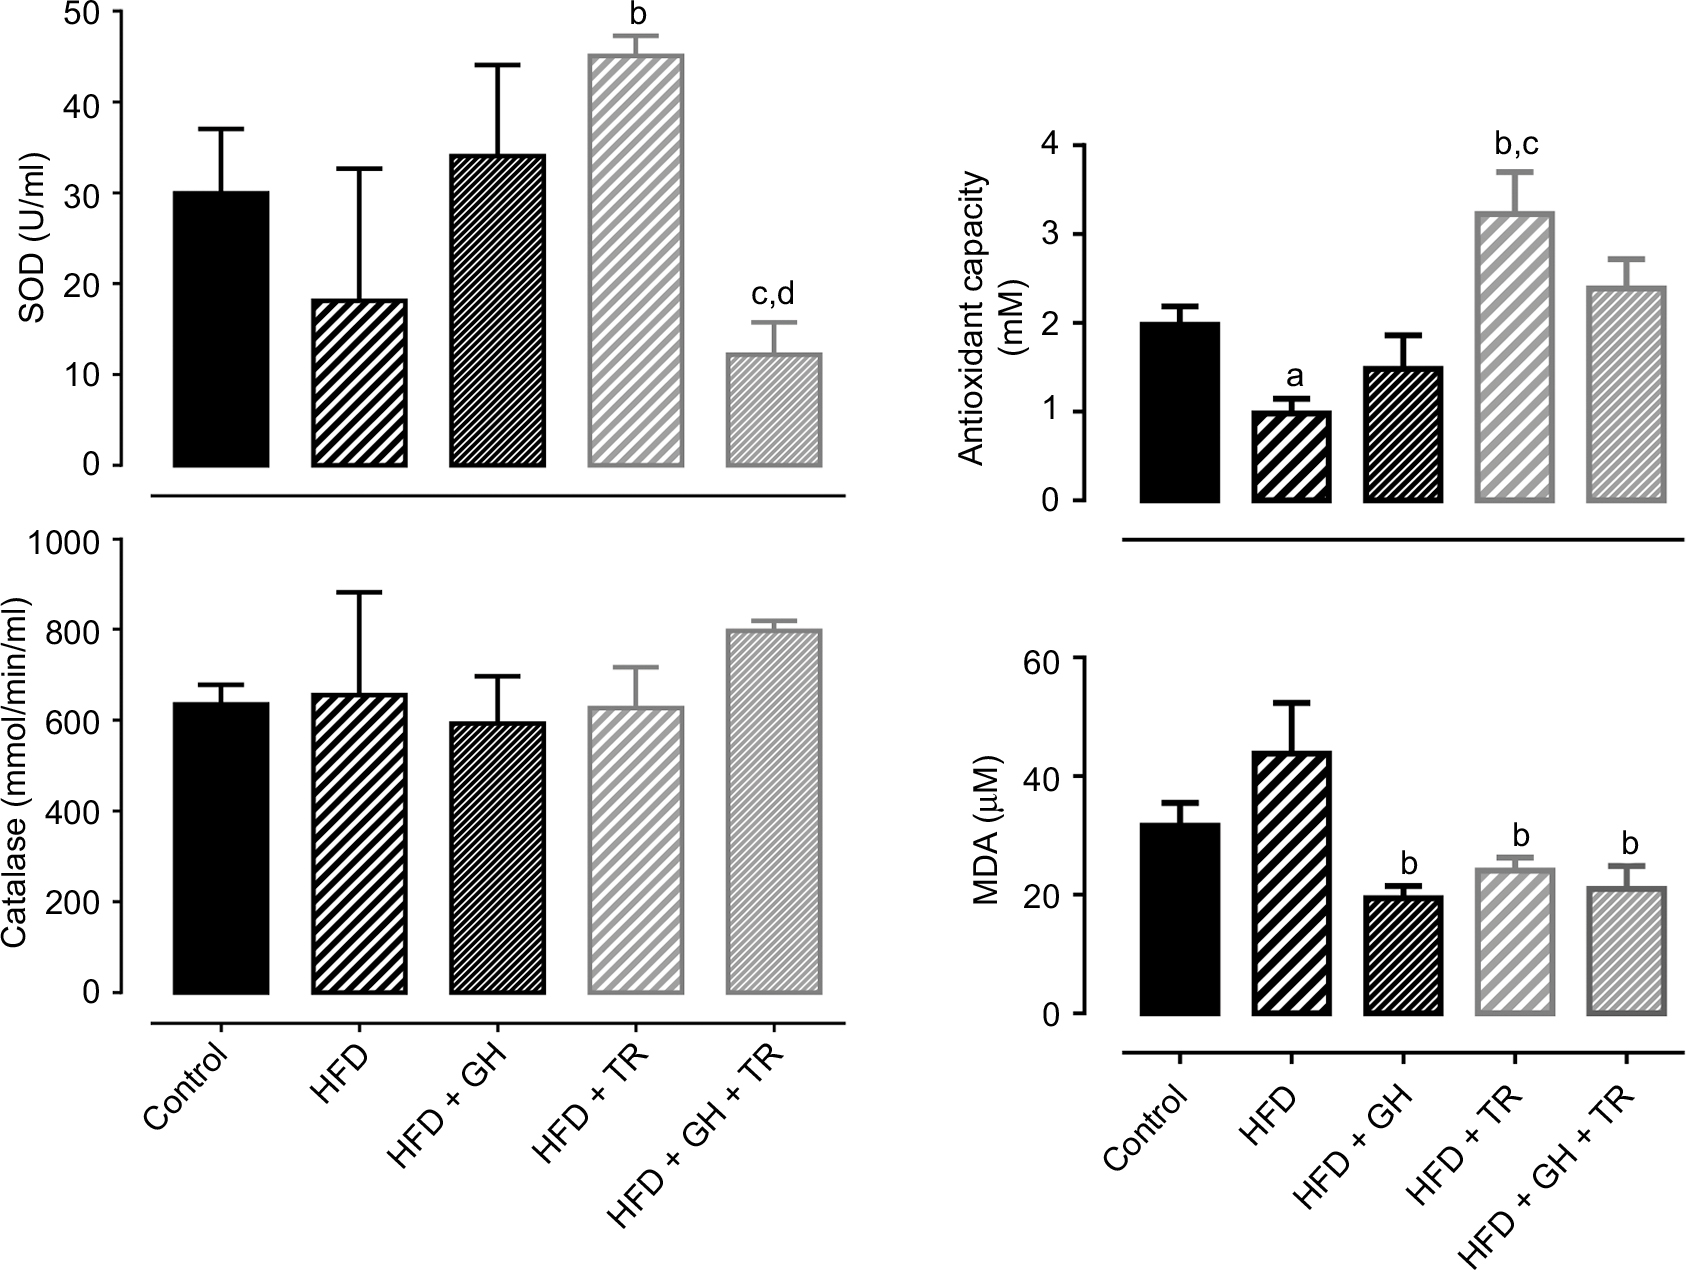 SOD (U/ml)
50
40
30
20
10
0
b
c,d
Antioxidant capacity
(mM)
4
3
2
1
0
a
b,c
Catalase (mmol/min/ml)
1000
800
600
400
200
0
Control
HFD
HFD + GH
HFD + TR
HFD + GH + TR
MDA (μM)
60
40
20
0
b
b
b
Control
HFD
HFD + GH
HFD + TR
HFD + GH + TR